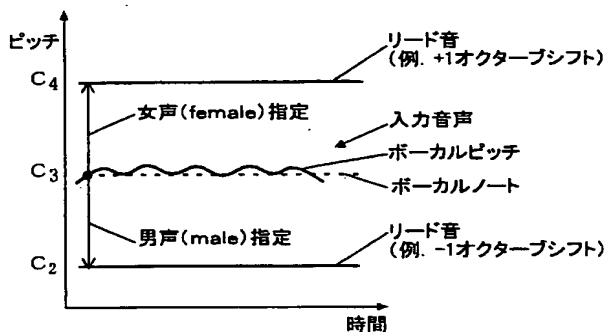 ピッチ
C4
リード音
(例. +1オクターブシフト)
女声(female)指定
入力音声
ボーカルピッチ
C3
ボーカルノート
男声(male)指定
リード音
(例. -1オクターブシフト)
C2
時間